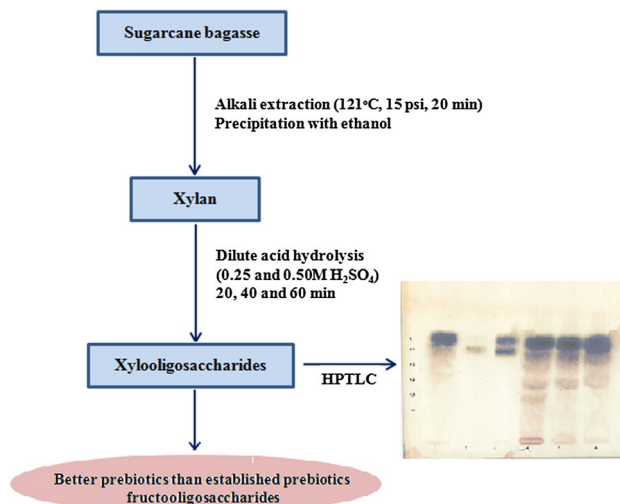 Sugarcane bagasse
Alkali extraction (121°C, 15 psi, 20 min)
Precipitation with ethanol
Xylan
Dilute acid hydrolysis
(0.25 and 0.50M H₂SO₄)
20, 40 and 60 min
Xylooligosaccharides
HPTLC
Better prebiotics than established prebiotics
fructooligosaccharides